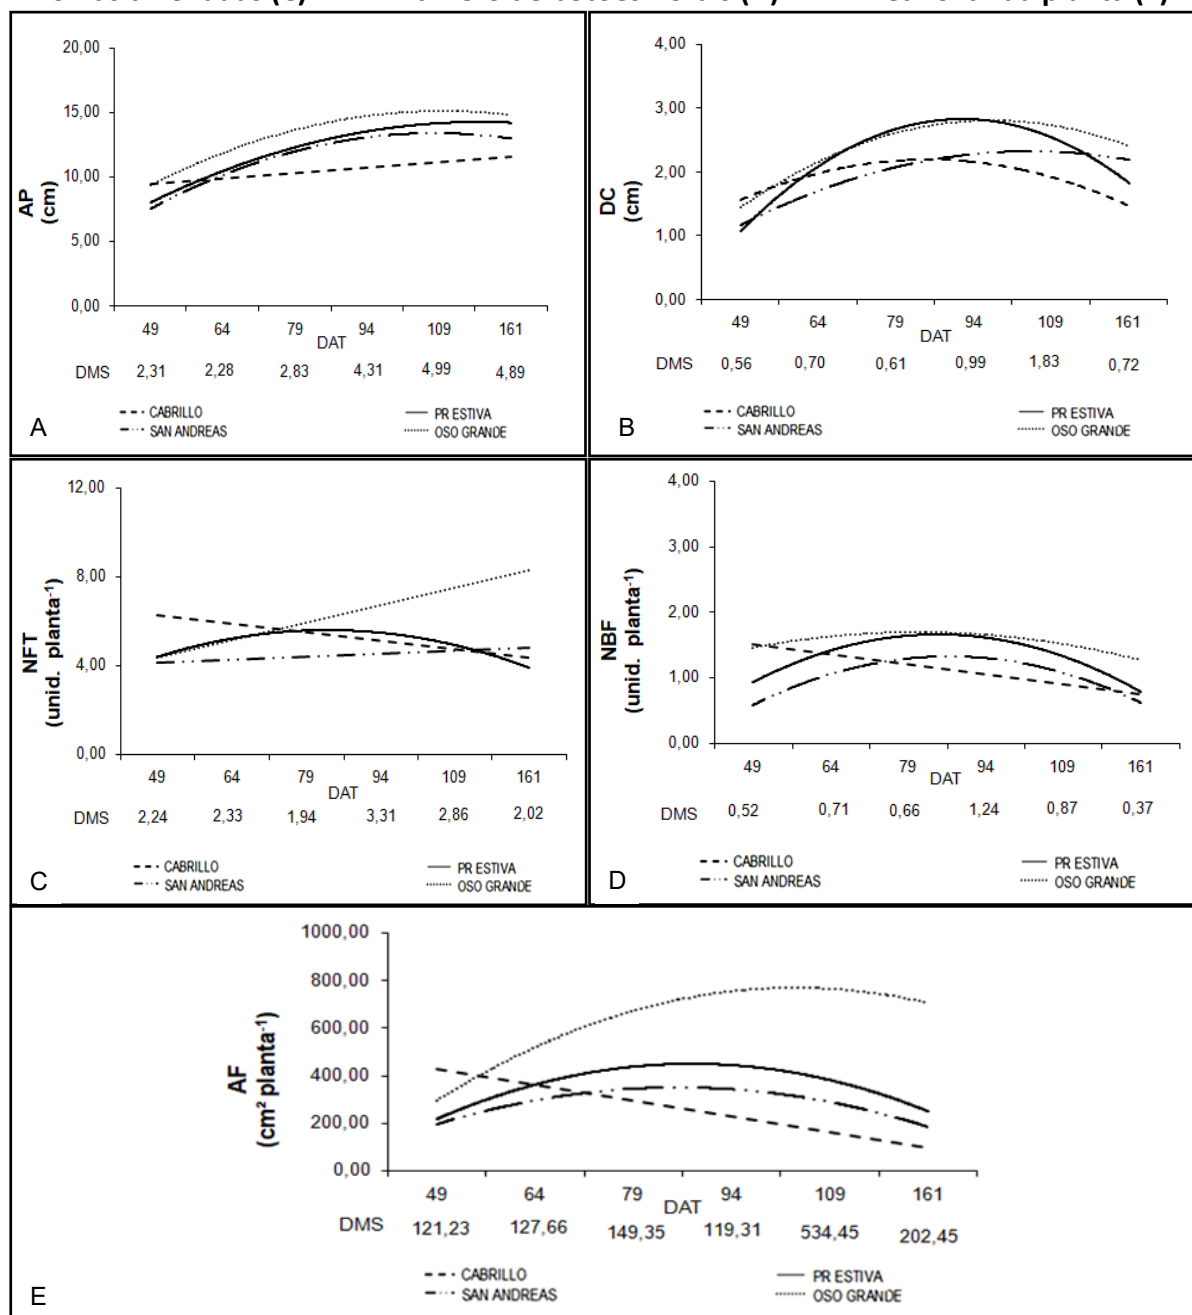 20,00
15,00
10,00
5,00
0,00
AP
(cm)
49 64 79 94 109 161
DAT
DMS 2,31 2,28 2,83 4,31 4,99 4,89
CABRILLO PR ESTIVA
SAN ANDREAS OSO GRANDE
A
4,00
3,00
2,00
1,00
0,00
DC
(cm)
49 64 79 94 109 161
DAT
DMS 0,56 0,70 0,61 0,99 1,83 0,72
CABRILLO PR ESTIVA
SAN ANDREAS OSO GRANDE
B
12,00
8,00
4,00
0,00
NFT
(unid. planta⁻¹)
49 64 79 94 109 161
DAT
DMS 2,24 2,33 1,94 3,31 2,86 2,02
CABRILLO PR ESTIVA
SAN ANDREAS OSO GRANDE
C
4,00
3,00
2,00
1,00
0,00
NBF
(unid. planta⁻¹)
49 64 79 94 109 161
DAT
DMS 0,52 0,71 0,66 1,24 0,87 0,37
CABRILLO PR ESTIVA
SAN ANDREAS OSO GRANDE
D
1000,00
800,00
600,00
400,00
200,00
0,00
AF
(cm² planta⁻¹)
49 64 79 94 109 161
DAT
DMS 121,23 127,66 149,35 119,31 534,45 202,45
CABRILLO PR ESTIVA
SAN ANDREAS OSO GRANDE
E